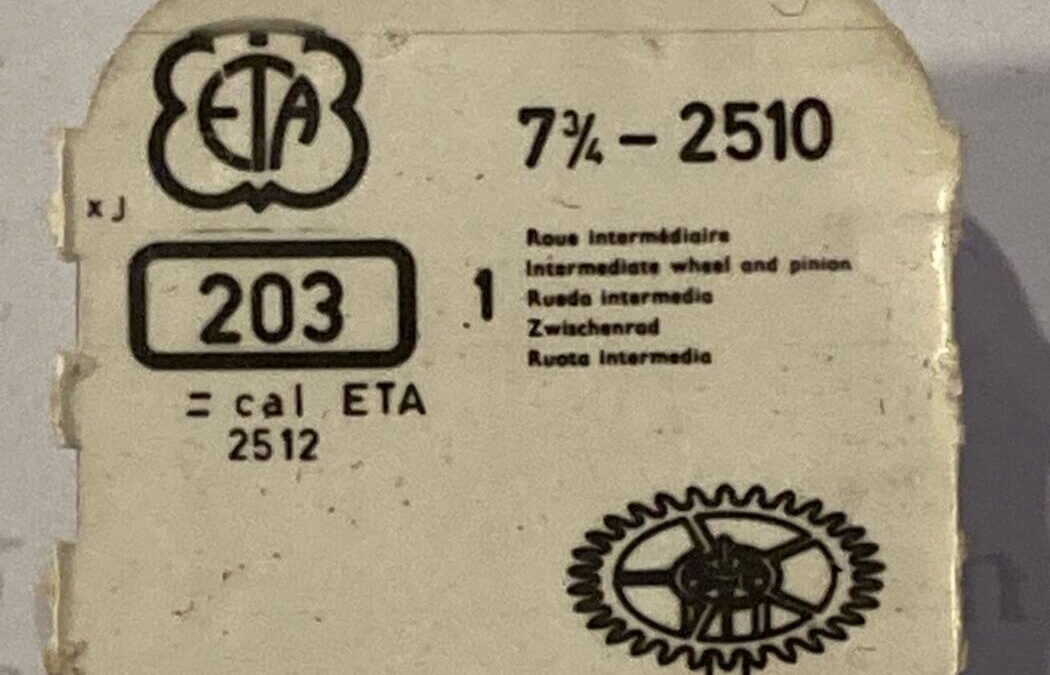 ETA
7¾ – 2510
x J
203
1
Roue intermédiaire
Intermediate wheel and pinion
Rueda intermedia
Zwischenrad
Ruota intermedia
= cal ETA
2512